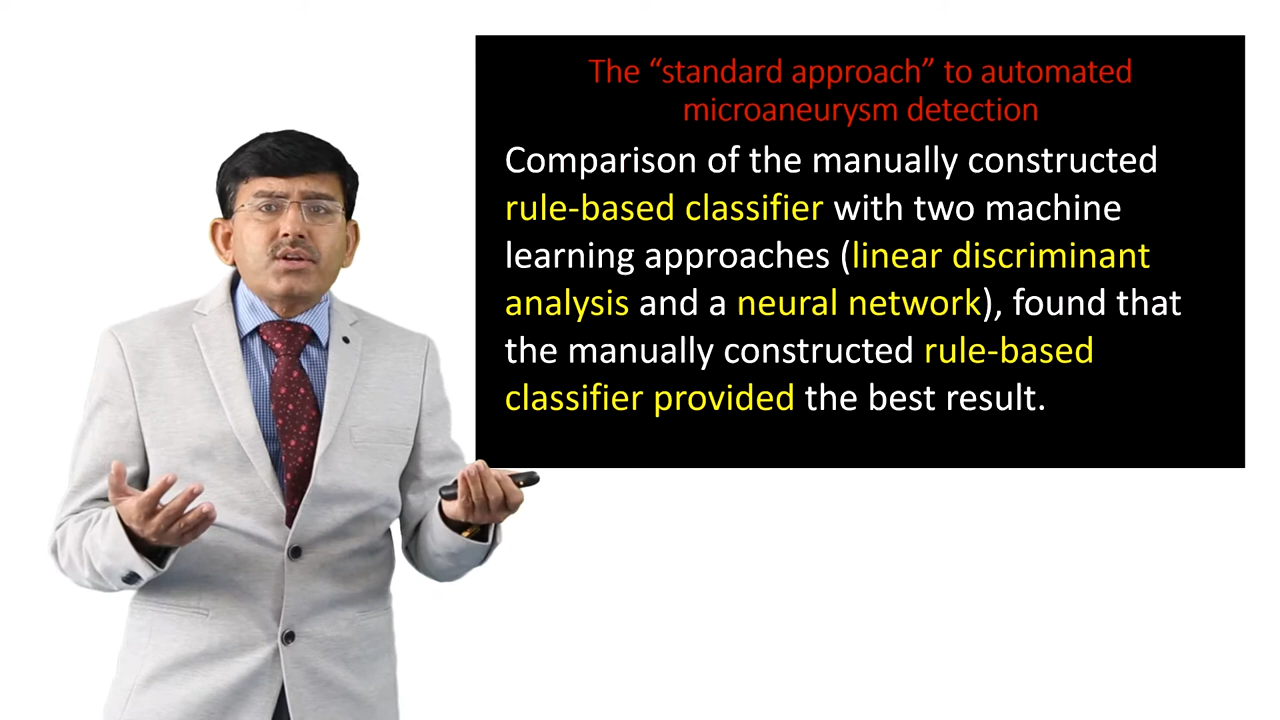 The “standard approach” to automated
microaneurysm detection
Comparison of the manually constructed
rule-based classifier with two machine
learning approaches (linear discriminant
analysis and a neural network), found that
the manually constructed rule-based
classifier provided the best result.